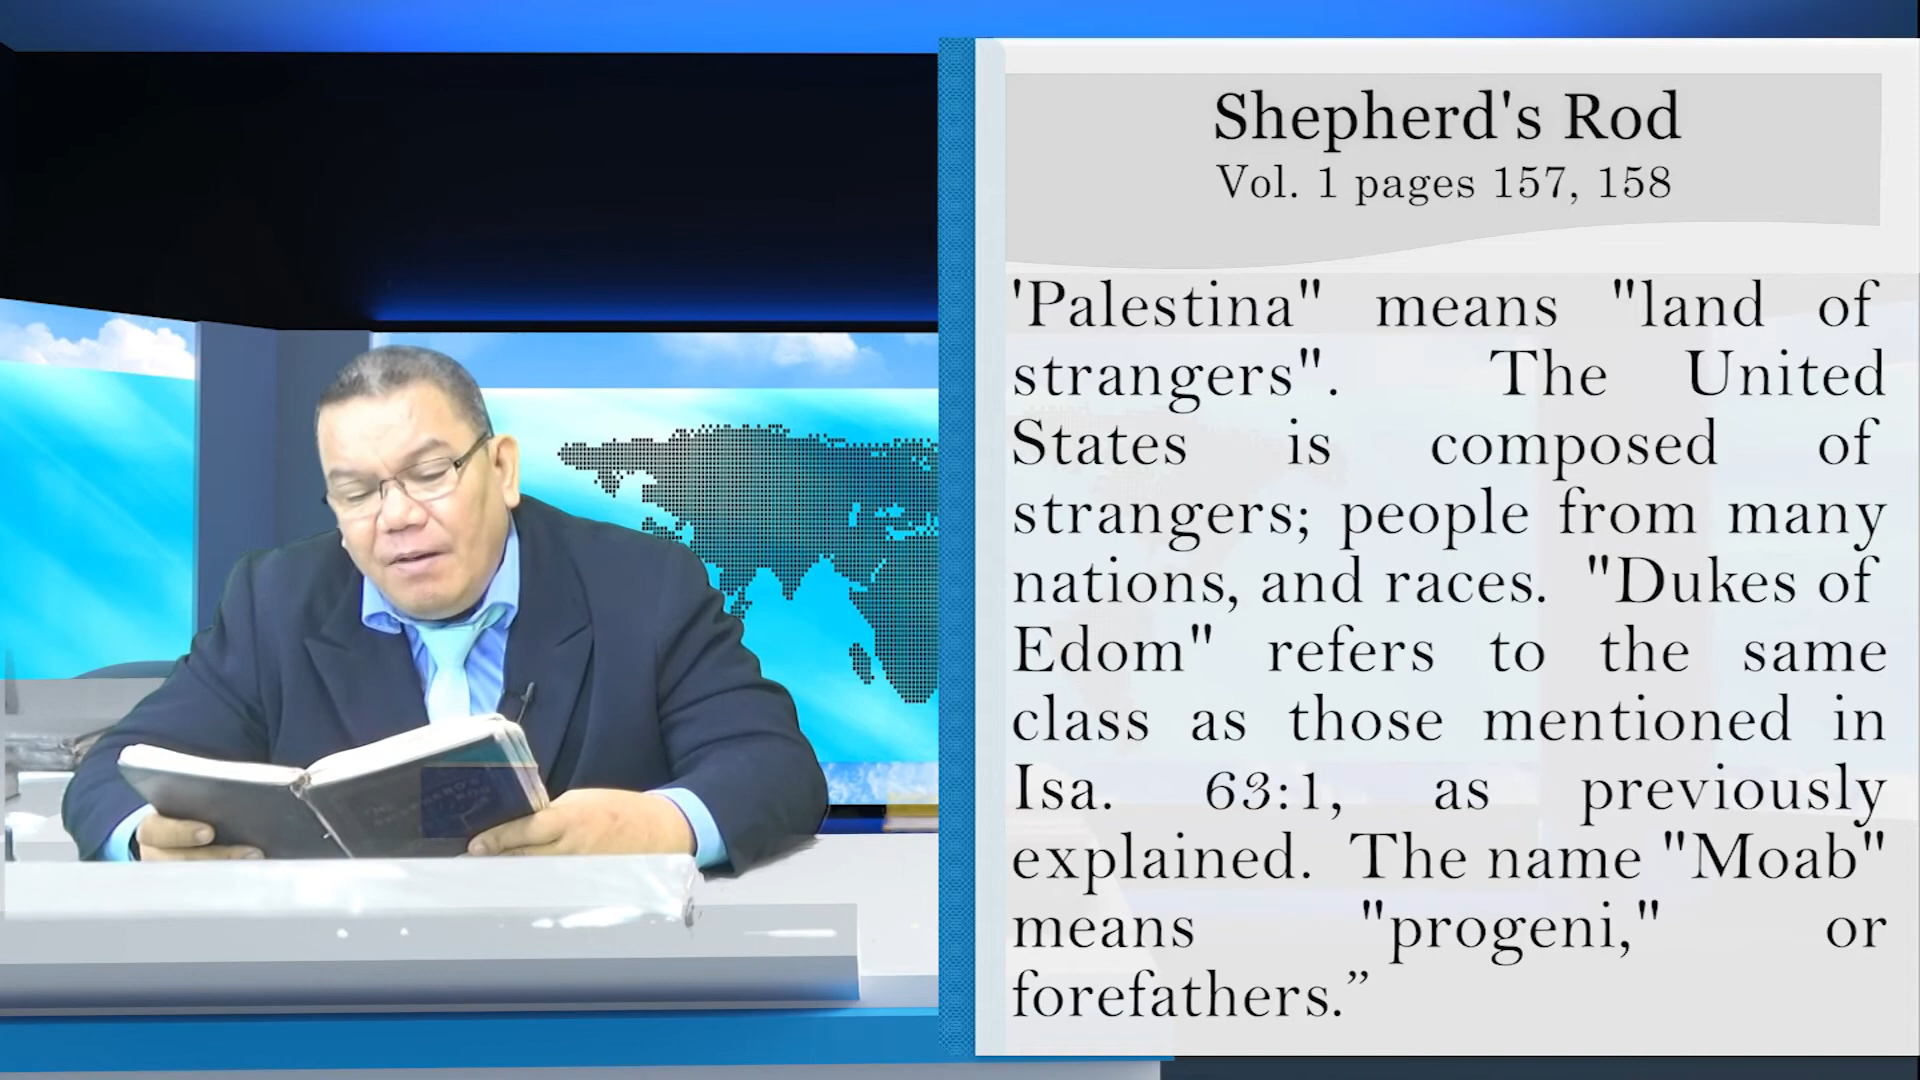 Shepherd's Rod
Vol. 1 pages 157, 158
'Palestina" means "land of
strangers". The United
States is composed of
strangers; people from many
nations, and races. "Dukes of
Edom" refers to the same
class as those mentioned in
Isa. 63:1, as previously
explained. The name "Moab"
means "progeni," or
forefathers.”